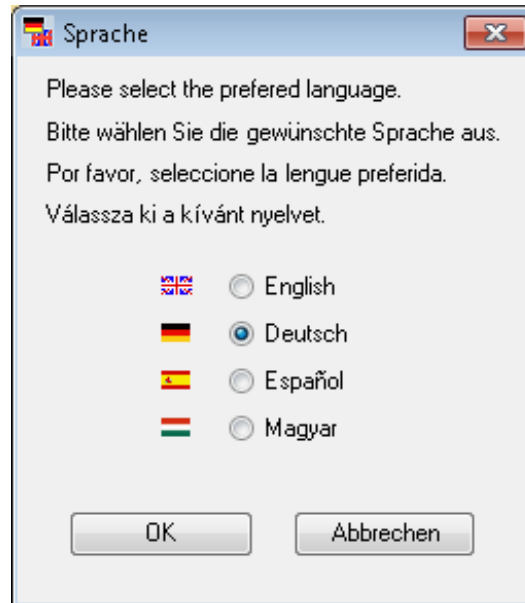 Sprache
Please select the prefered language.
Bitte wählen Sie die gewünschte Sprache aus.
Por favor, seleccione la lengue preferida.
Válassza ki a kívánt nyelvet.
English
Deutsch
Español
Magyar
OK Abbrechen